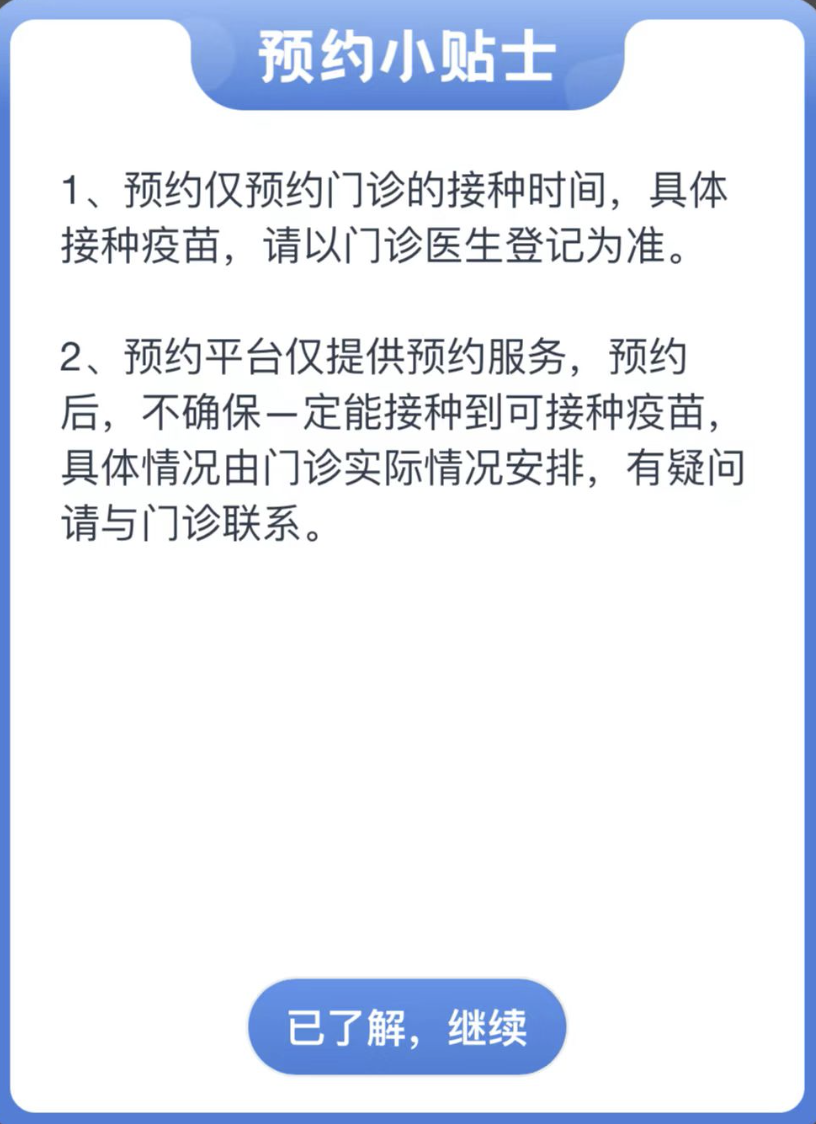 预约小贴士
1、预约仅预约门诊的接种时间，具体
接种疫苗，请以门诊医生登记为准。
2、预约平台仅提供预约服务，预约
后，不确保一定能接种到可接种疫苗，
具体情况由门诊实际情况安排，有疑问
请与门诊联系。
已了解，继续